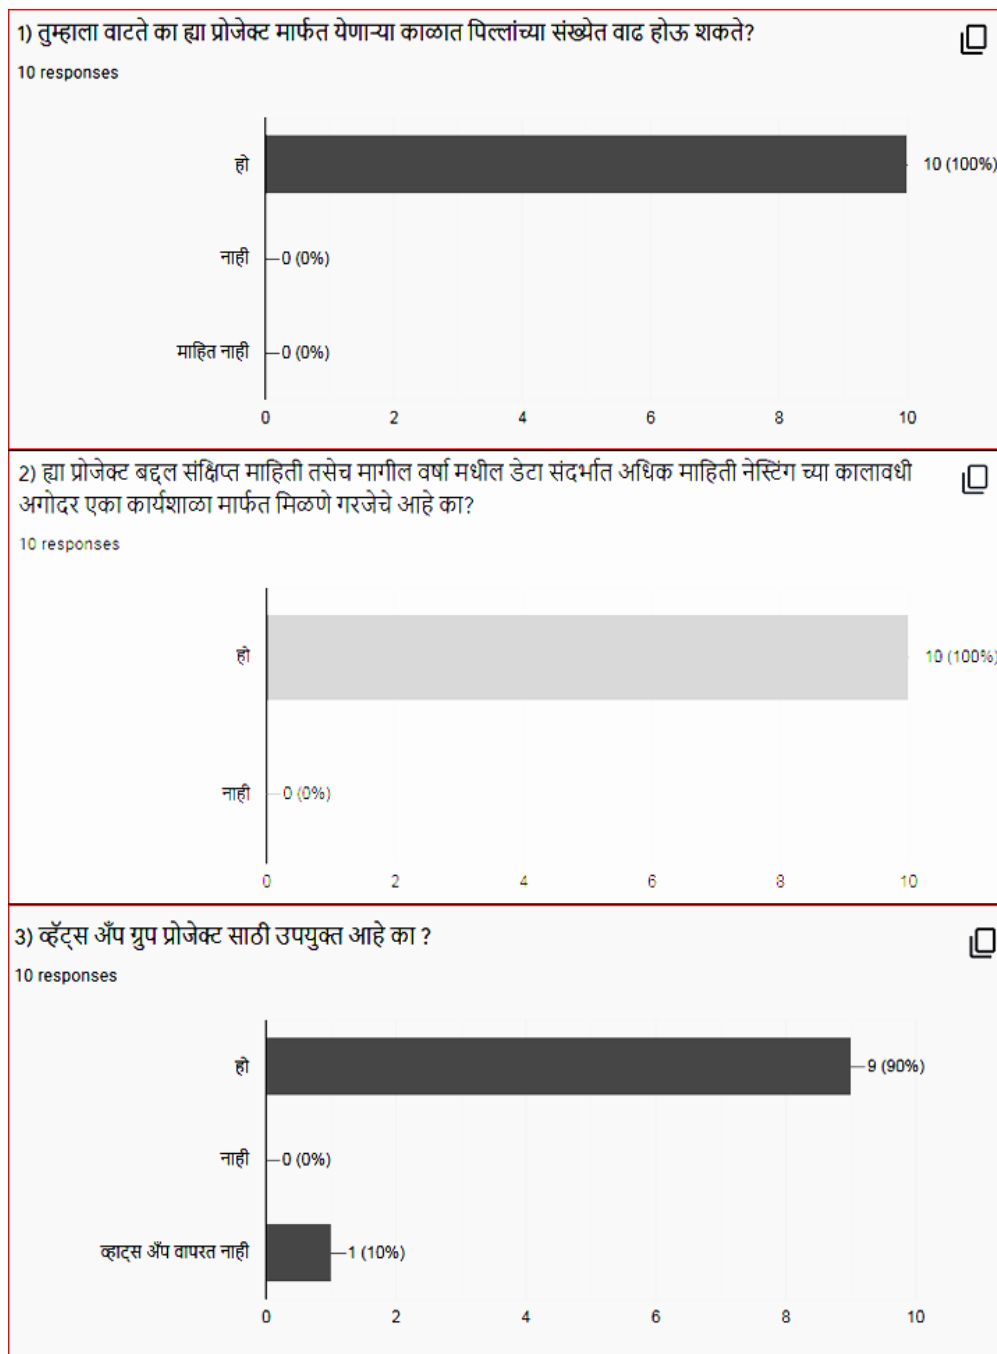 1) तुम्हाला वाटते का ह्या प्रोजेक्ट मार्फत येणाऱ्या काळात पिल्लांच्या संख्येत वाढ होऊ शकते?
10 responses
हो
10 (100%)
नाही
0 (0%)
माहित नाही
0 (0%)
0 2 4 6 8 10
2) ह्या प्रोजेक्ट बद्दल संक्षिप्त माहिती तसेच मागील वर्षा मधील डेटा संदर्भात अधिक माहिती नेस्टिंग च्या कालावधी
अगोदर एका कार्यशाळा मार्फत मिळणे गरजेचे आहे का?
10 responses
हो
10 (100%)
नाही
0 (0%)
0 2 4 6 8 10
3) व्हॅट्स अँप ग्रुप प्रोजेक्ट साठी उपयुक्त आहे का ?
10 responses
हो
9 (90%)
नाही
0 (0%)
व्हाट्स अँप वापरत नाही
1 (10%)
0 2 4 6 8 10